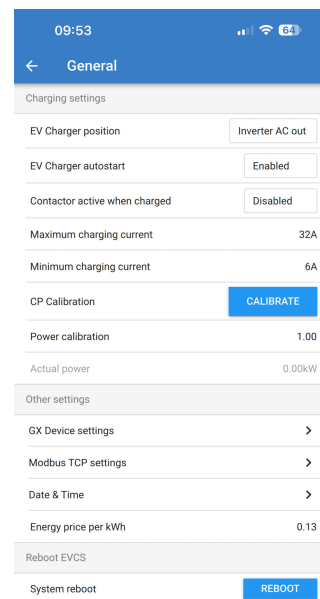 09:53
64
General
Charging settings
EV Charger position Inverter AC out
EV Charger autostart Enabled
Contactor active when charged Disabled
Maximum charging current 32A
Minimum charging current 6A
CP Calibration CALIBRATE
Power calibration 1.00
Actual power 0.00kW
Other settings
GX Device settings
Modbus TCP settings
Date & Time
Energy price per kWh 0.13
Reboot EVCS
System reboot REBOOT